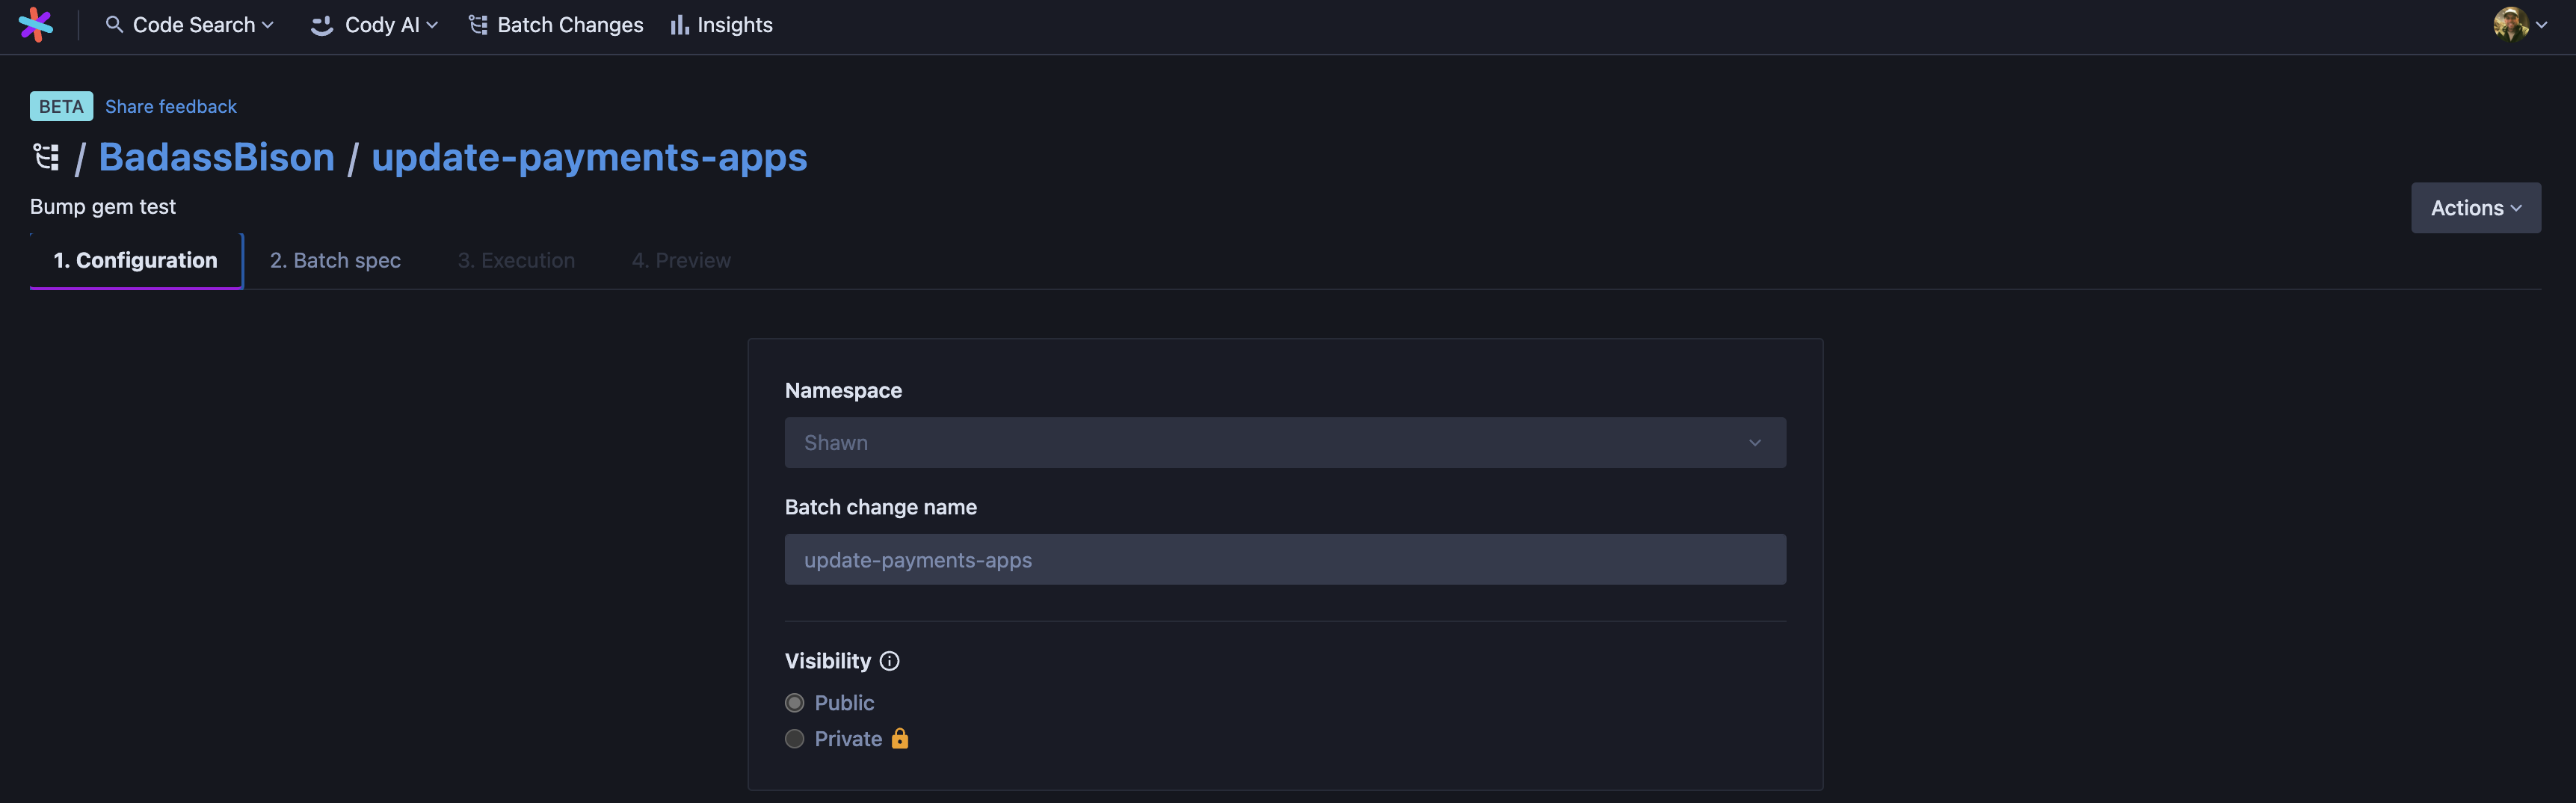 Code Search Cody AI Batch Changes Insights
BETA Share feedback
/ BadassBison / update-payments-apps
Bump gem test
Actions
1. Configuration 2. Batch spec 3. Execution 4. Preview
Namespace
Shawn
Batch change name
update-payments-apps
Visibility
Public
Private